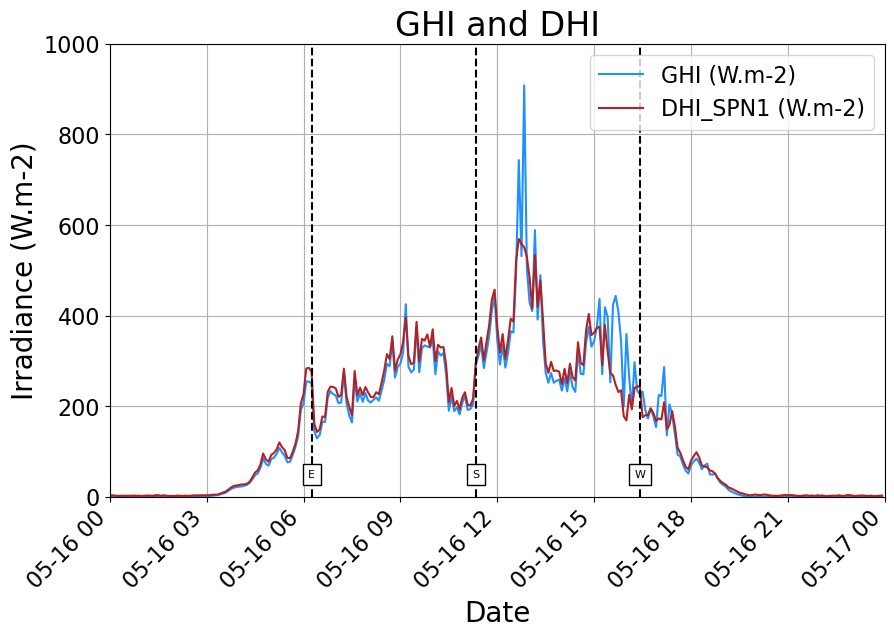 GHI and DHI
1000
800
600
400
200
0
Irradiance (W.m-2)
GHI (W.m-2)
DHI_SPN1 (W.m-2)
E
S
W
05-16 00
05-16 03
05-16 06
05-16 09
05-16 12
05-16 15
05-16 18
05-16 21
05-17 00
Date